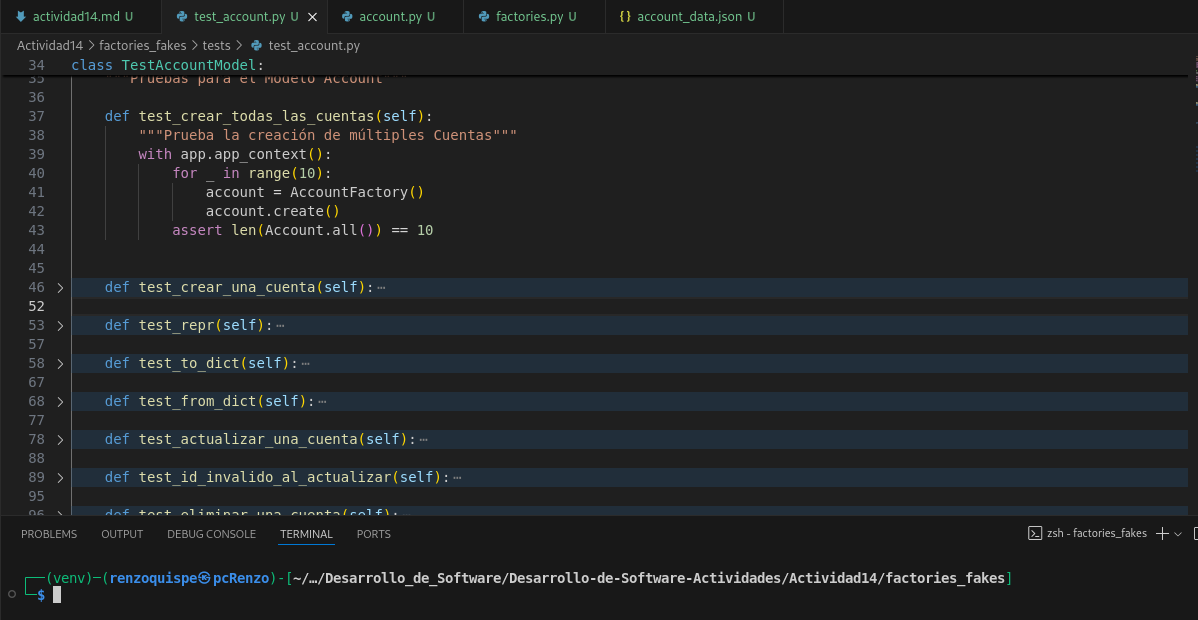 actividad14.md U
test_account.py U
account.py U
factories.py U
{} account_data.json U
Actividad14 > factories_fakes > tests > test_account.py
34 class TestAccountModel:
35 """Pruebas para el Modelo Account"""
36
37 def test_crear_todas_las_cuentas(self):
38 """Prueba la creación de múltiples Cuentas"""
39 with app.app_context():
40 for _ in range(10):
41 account = AccountFactory()
42 account.create()
43 assert len(Account.all()) == 10
44
45
46 def test_crear_una_cuenta(self):⋯
52
53 def test_repr(self):⋯
57
58 def test_to_dict(self):⋯
67
68 def test_from_dict(self):⋯
77
78 def test_actualizar_una_cuenta(self):⋯
88
89 def test_id_invalido_al_actualizar(self):⋯
95
96 def test_eliminar_una_cuenta(self):⋯
PROBLEMS OUTPUT DEBUG CONSOLE TERMINAL PORTS
zsh - factories_fakes
┌──(venv)─(renzoquispe㉿pcRenzo)-[~/…/Desarrollo_de_Software/Desarrollo-de-Software-Actividades/Actividad14/factories_fakes]
└─$